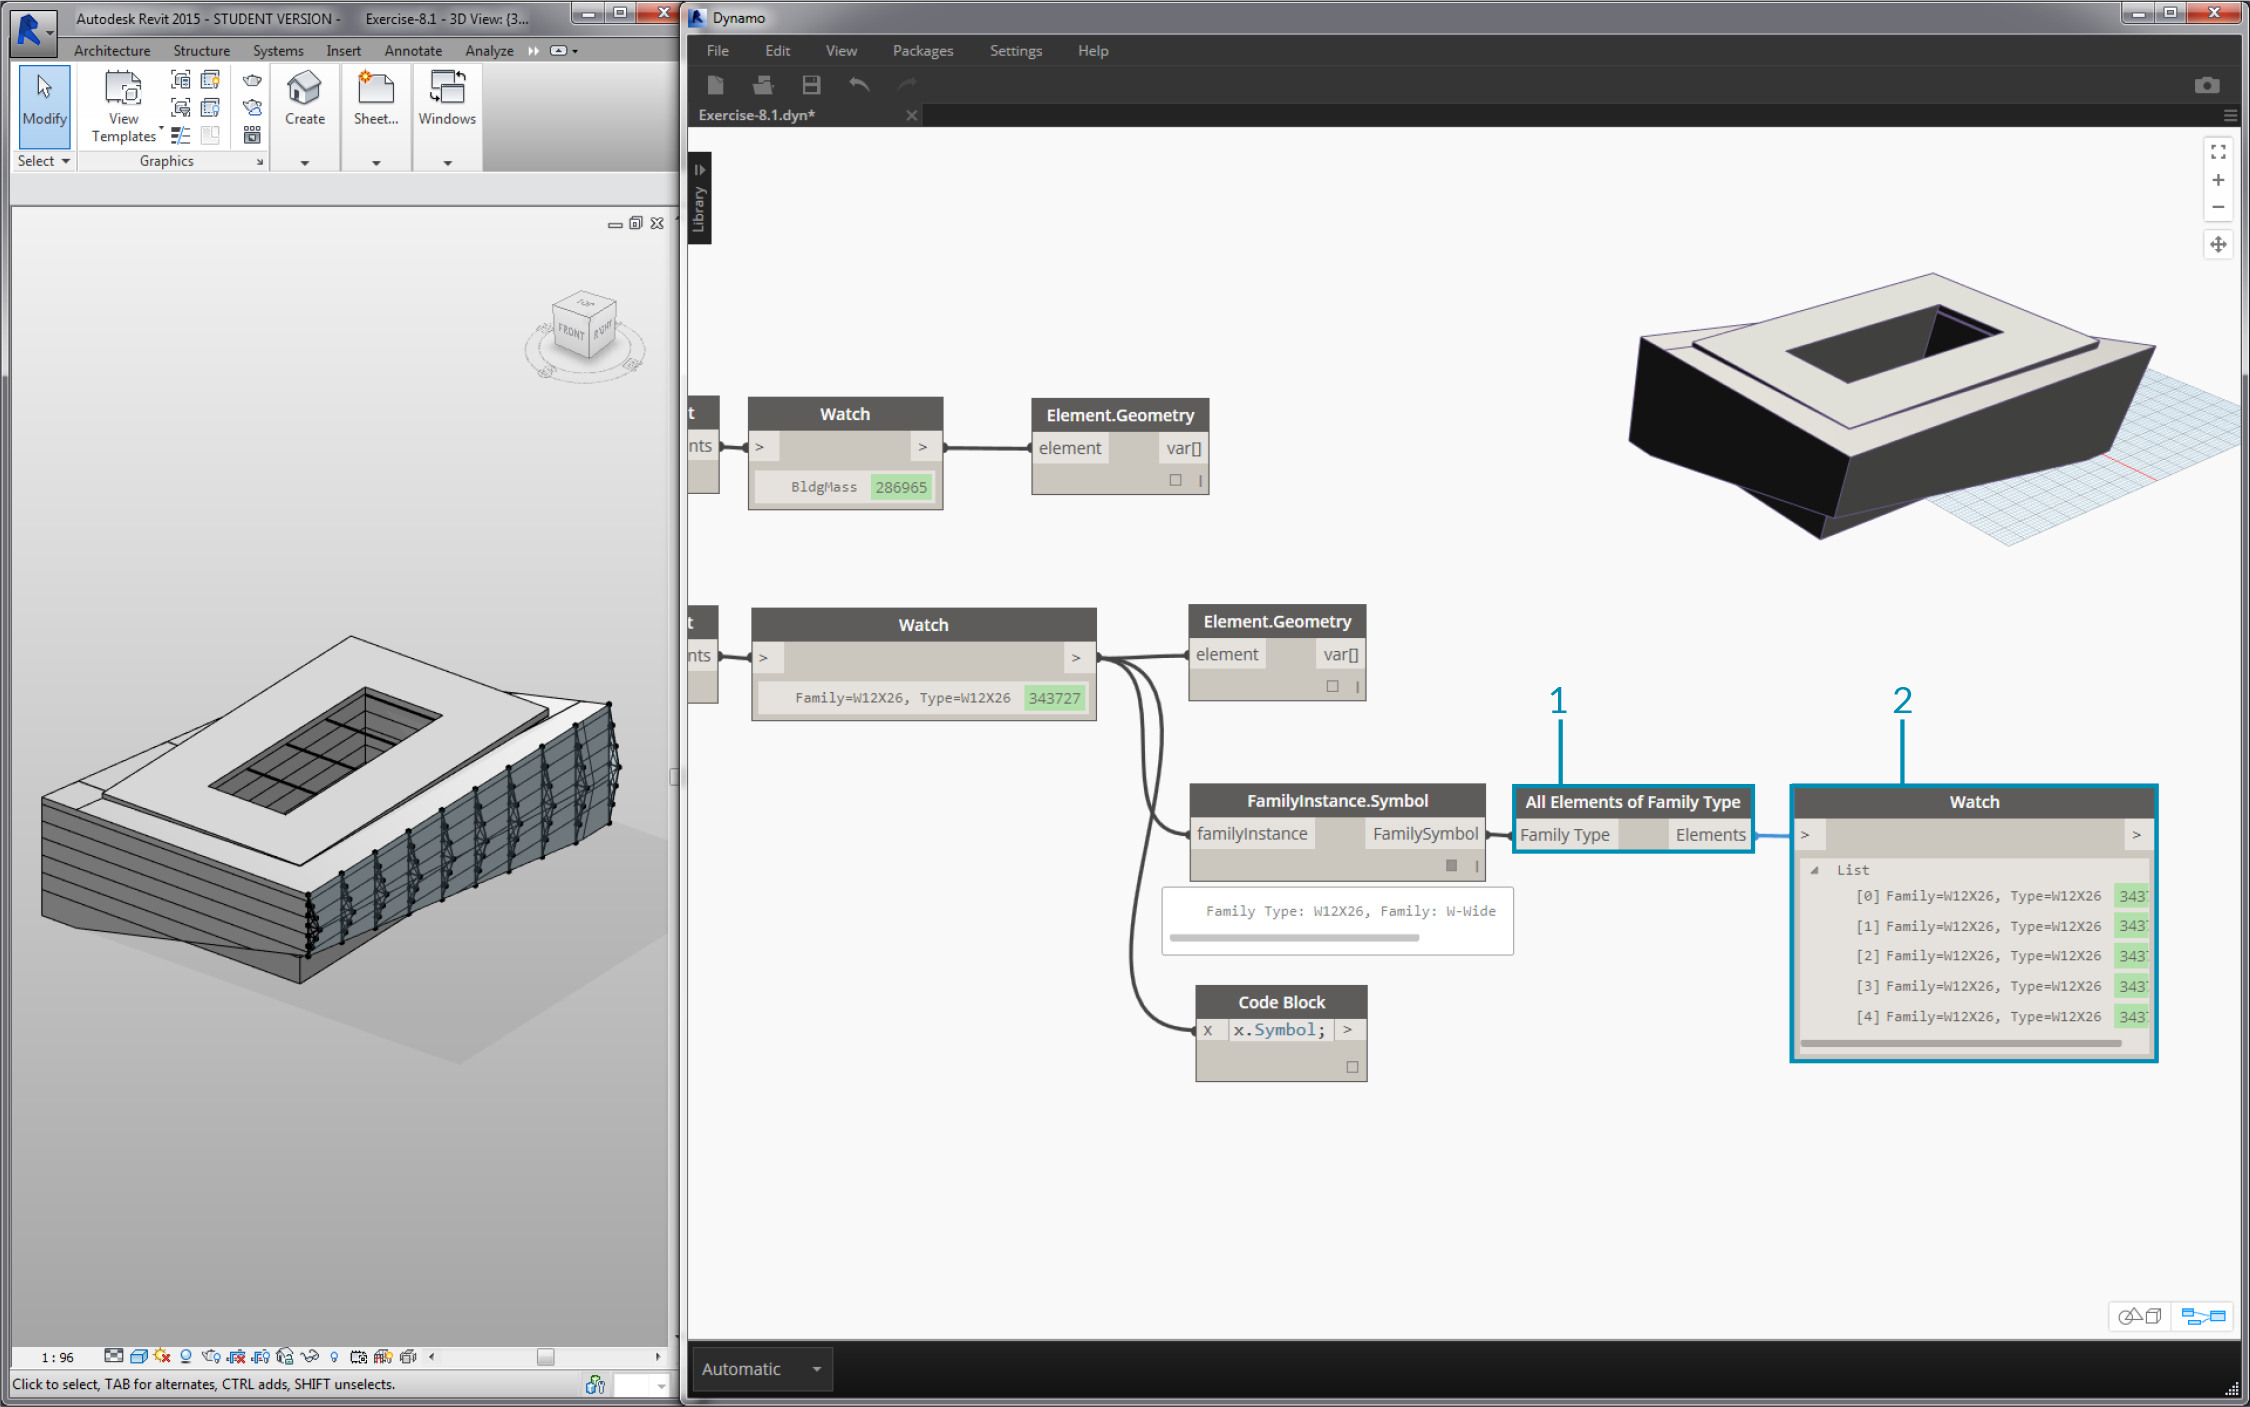 Autodesk Revit 2015 - STUDENT VERSION - Exercise-8.1 - 3D View: {3...
Architecture Structure Systems Insert Annotate Analyze
Modify
View Templates
Create
Sheet...
Windows
Select
Graphics
TOP
FRONT
RIGHT
1 : 96
Click to select, TAB for alternates, CTRL adds, SHIFT unselects.
Dynamo
File Edit View Packages Settings Help
Exercise-8.1.dyn*
Library
t
nts
Watch
> >
BldgMass 286965
Element.Geometry
element var[]
t
nts
Watch
> >
Family=W12X26, Type=W12X26 343727
Element.Geometry
element var[]
1
2
FamilyInstance.Symbol
familyInstance FamilySymbol
Family Type: W12X26, Family: W-Wide
All Elements of Family Type
Family Type Elements
Watch
> >
List
[0] Family=W12X26, Type=W12X26 343
[1] Family=W12X26, Type=W12X26 343
[2] Family=W12X26, Type=W12X26 343
[3] Family=W12X26, Type=W12X26 343
[4] Family=W12X26, Type=W12X26 343
Code Block
x x.Symbol; >
Automatic